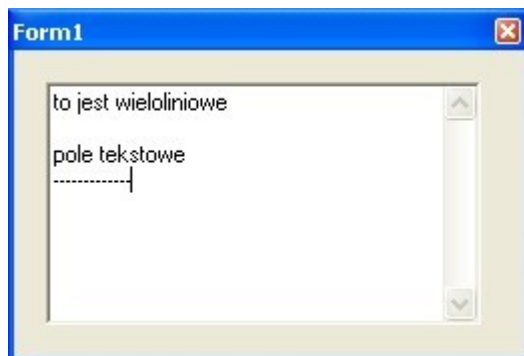 Form1
to jest wieloliniowe
pole tekstowe
-------------